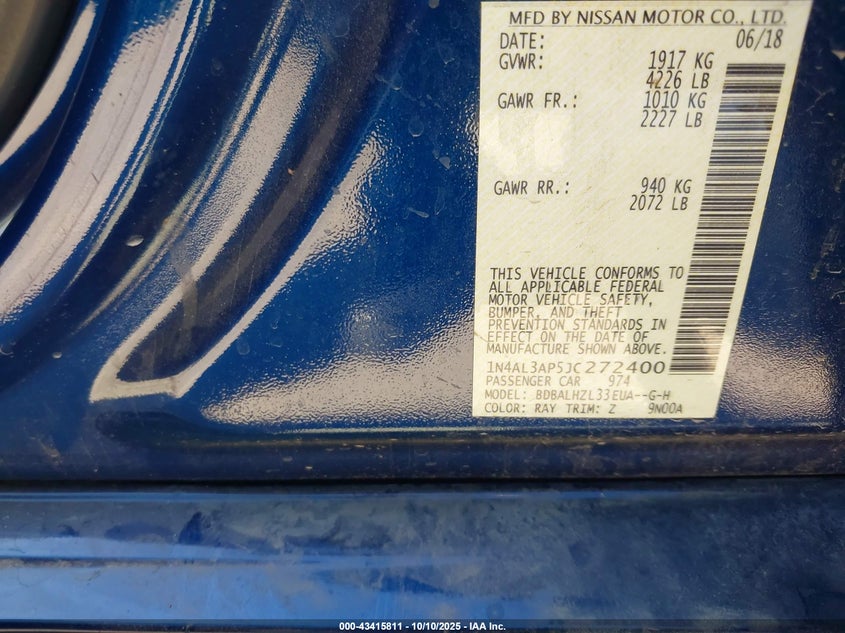 MFD BY NISSAN MOTOR CO., LTD.
DATE: 06/18
GVWR: 1917 KG
4226 LB
GAWR FR.: 1010 KG
2227 LB
GAWR RR.: 940 KG
2072 LB
THIS VEHICLE CONFORMS TO
ALL APPLICABLE FEDERAL
MOTOR VEHICLE SAFETY,
BUMPER, AND THEFT
PREVENTION STANDARDS IN
EFFECT ON THE DATE OF
MANUFACTURE SHOWN ABOVE.
1N4AL3AP5JC272400
PASSENGER CAR 974
MODEL: BDBALHZL33EUA--G-H
COLOR: RAY TRIM: Z 9N00A
000-43415811 - 10/10/2025 - IAA Inc.